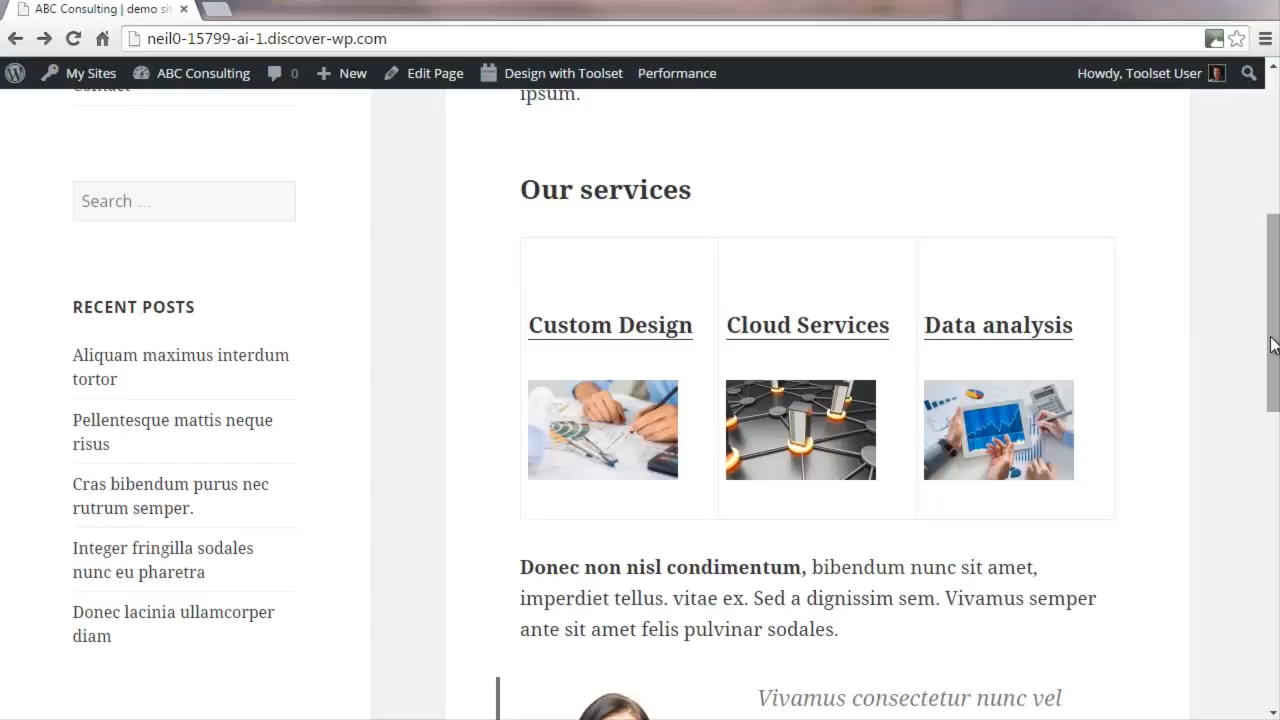 ABC Consulting | demo sit
neil0-15799-ai-1.discover-wp.com
My Sites ABC Consulting 0 New Edit Page Design with Toolset Performance Howdy, Toolset User
Contact
Search ...
RECENT POSTS
Aliquam maximus interdum
tortor
Pellentesque mattis neque
risus
Cras bibendum purus nec
rutrum semper.
Integer fringilla sodales
nunc eu pharetra
Donec lacinia ullamcorper
diam
ipsum.
Our services
Custom Design Cloud Services Data analysis
Donec non nisl condimentum, bibendum nunc sit amet,
imperdiet tellus. vitae ex. Sed a dignissim sem. Vivamus semper
ante sit amet felis pulvinar sodales.
Vivamus consectetur nunc vel